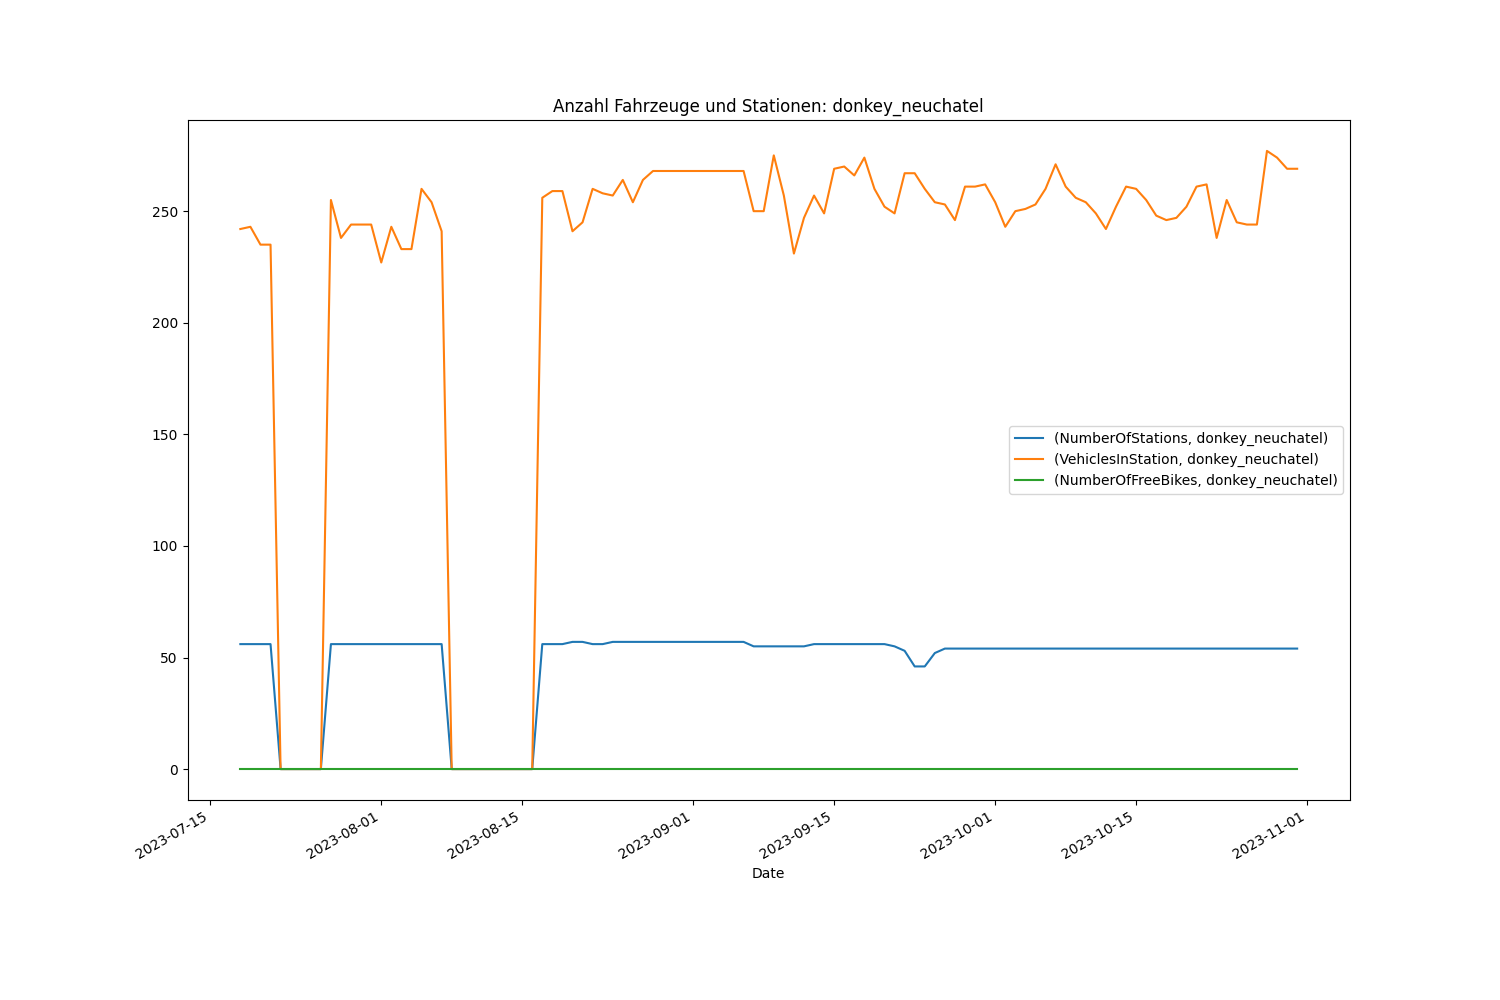 Anzahl Fahrzeuge und Stationen: donkey_neuchatel
250
200
150
100
50
0
(NumberOfStations, donkey_neuchatel)
(VehiclesInStation, donkey_neuchatel)
(NumberOfFreeBikes, donkey_neuchatel)
2023-07-15
2023-08-01
2023-08-15
2023-09-01
2023-09-15
2023-10-01
2023-10-15
2023-11-01
Date